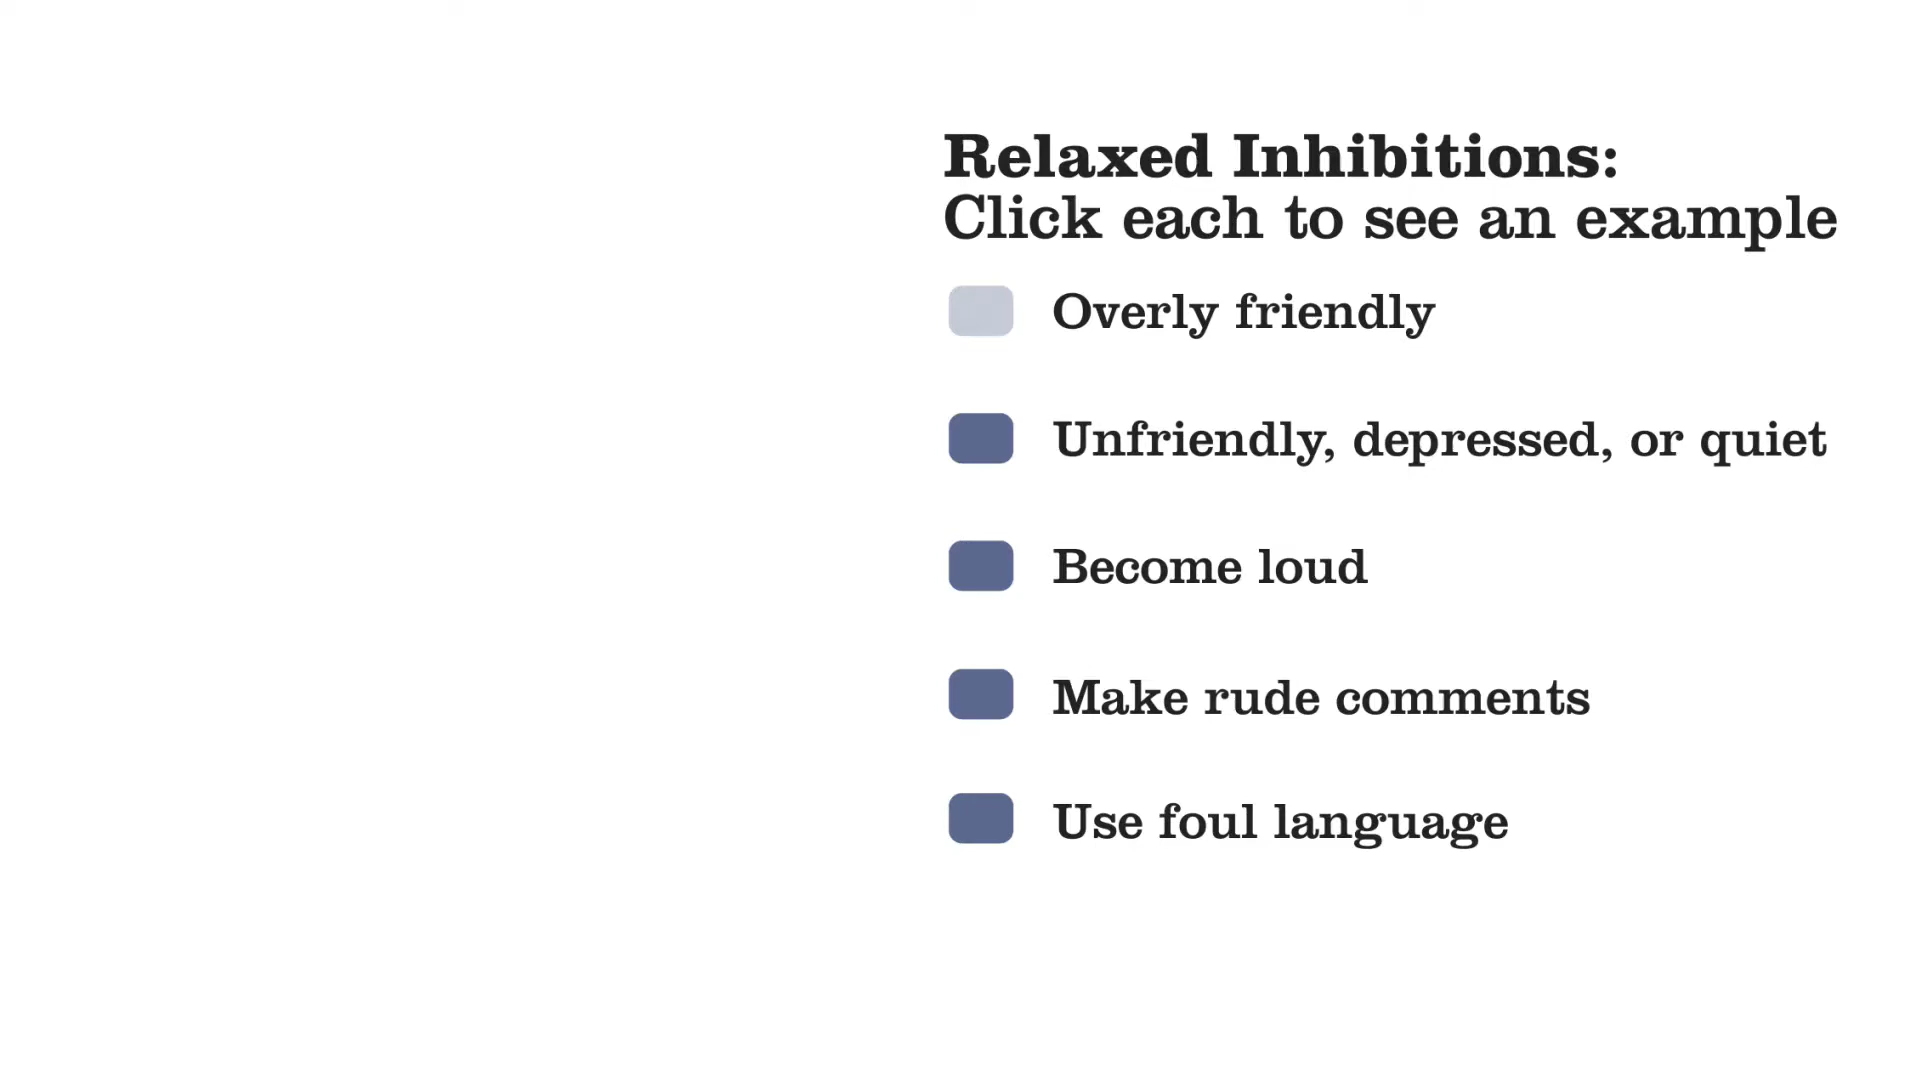 Relaxed Inhibitions:
Click each to see an example
Overly friendly
Unfriendly, depressed, or quiet
Become loud
Make rude comments
Use foul language